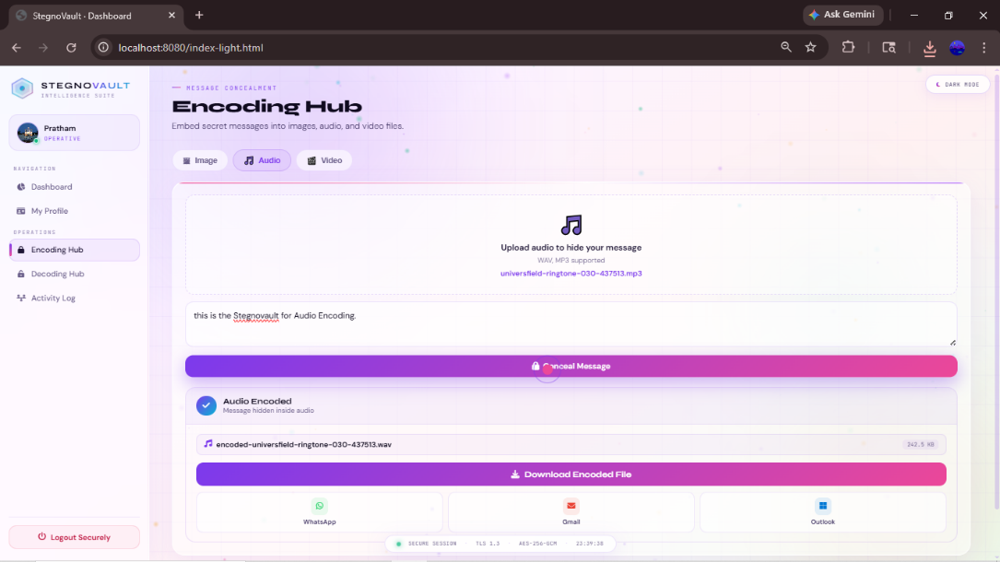 StegnoVault - Dashboard
Ask Gemini
localhost:8080/index-light.html
STEGNOVAULT
INTELLIGENCE SUITE
Pratham
OPERATIVE
NAVIGATION
Dashboard
My Profile
OPERATIONS
Encoding Hub
Decoding Hub
Activity Log
Logout Securely
DARK MODE
MESSAGE CONCEALMENT
Encoding Hub
Embed secret messages into images, audio, and video files.
Image
Audio
Video
Upload audio to hide your message
WAV, MP3 supported
universfield-ringtone-030-437513.mp3
this is the Stegnovault for Audio Encoding.
Conceal Message
Audio Encoded
Message hidden inside audio
encoded-universfield-ringtone-030-437513.wav
242.5 KB
Download Encoded File
WhatsApp
Gmail
Outlook
SECURE SESSION · TLS 1.3 · AES-256-GCM · 23:39:38